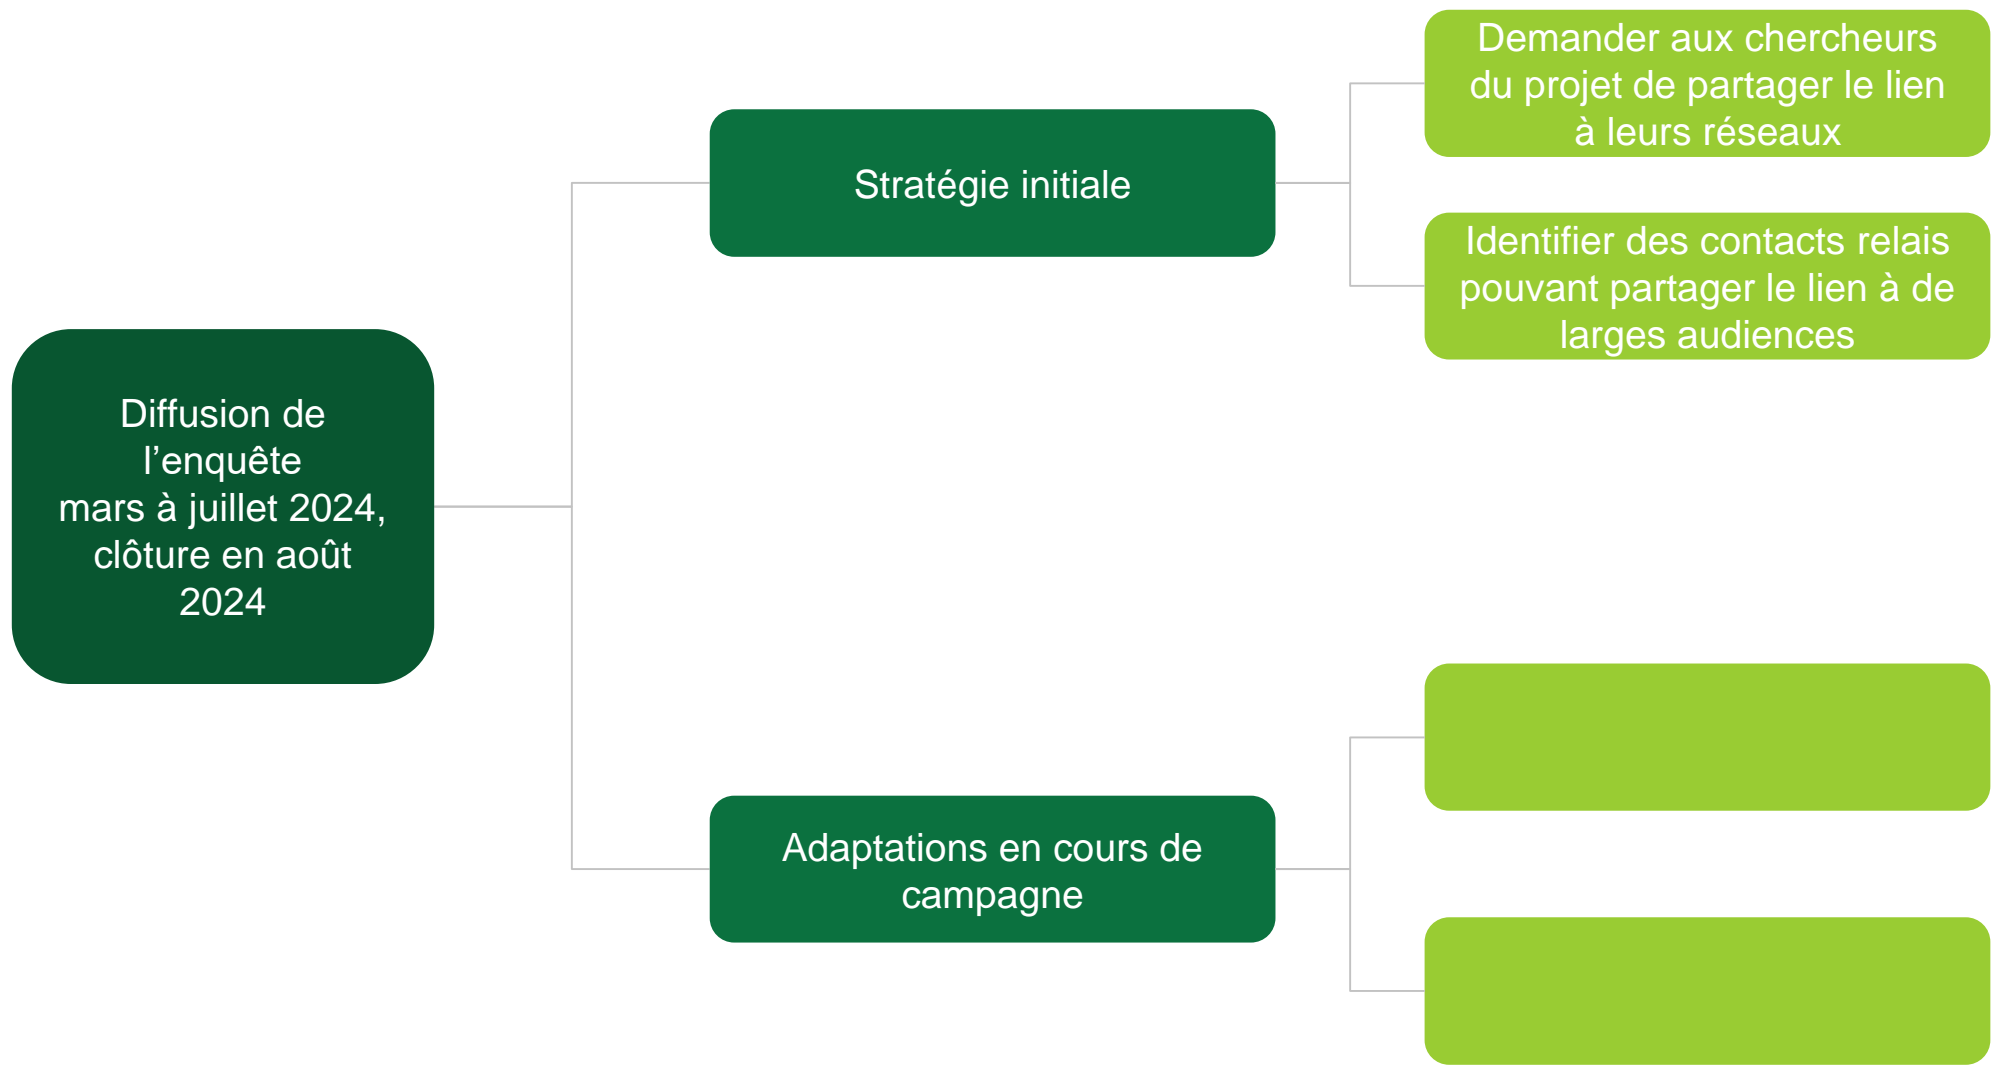 Diffusion de
l’enquête
mars à juillet 2024,
clôture en août
2024
Stratégie initiale
Demander aux chercheurs
du projet de partager le lien
à leurs réseaux
Identifier des contacts relais
pouvant partager le lien à de
larges audiences
Adaptations en cours de
campagne